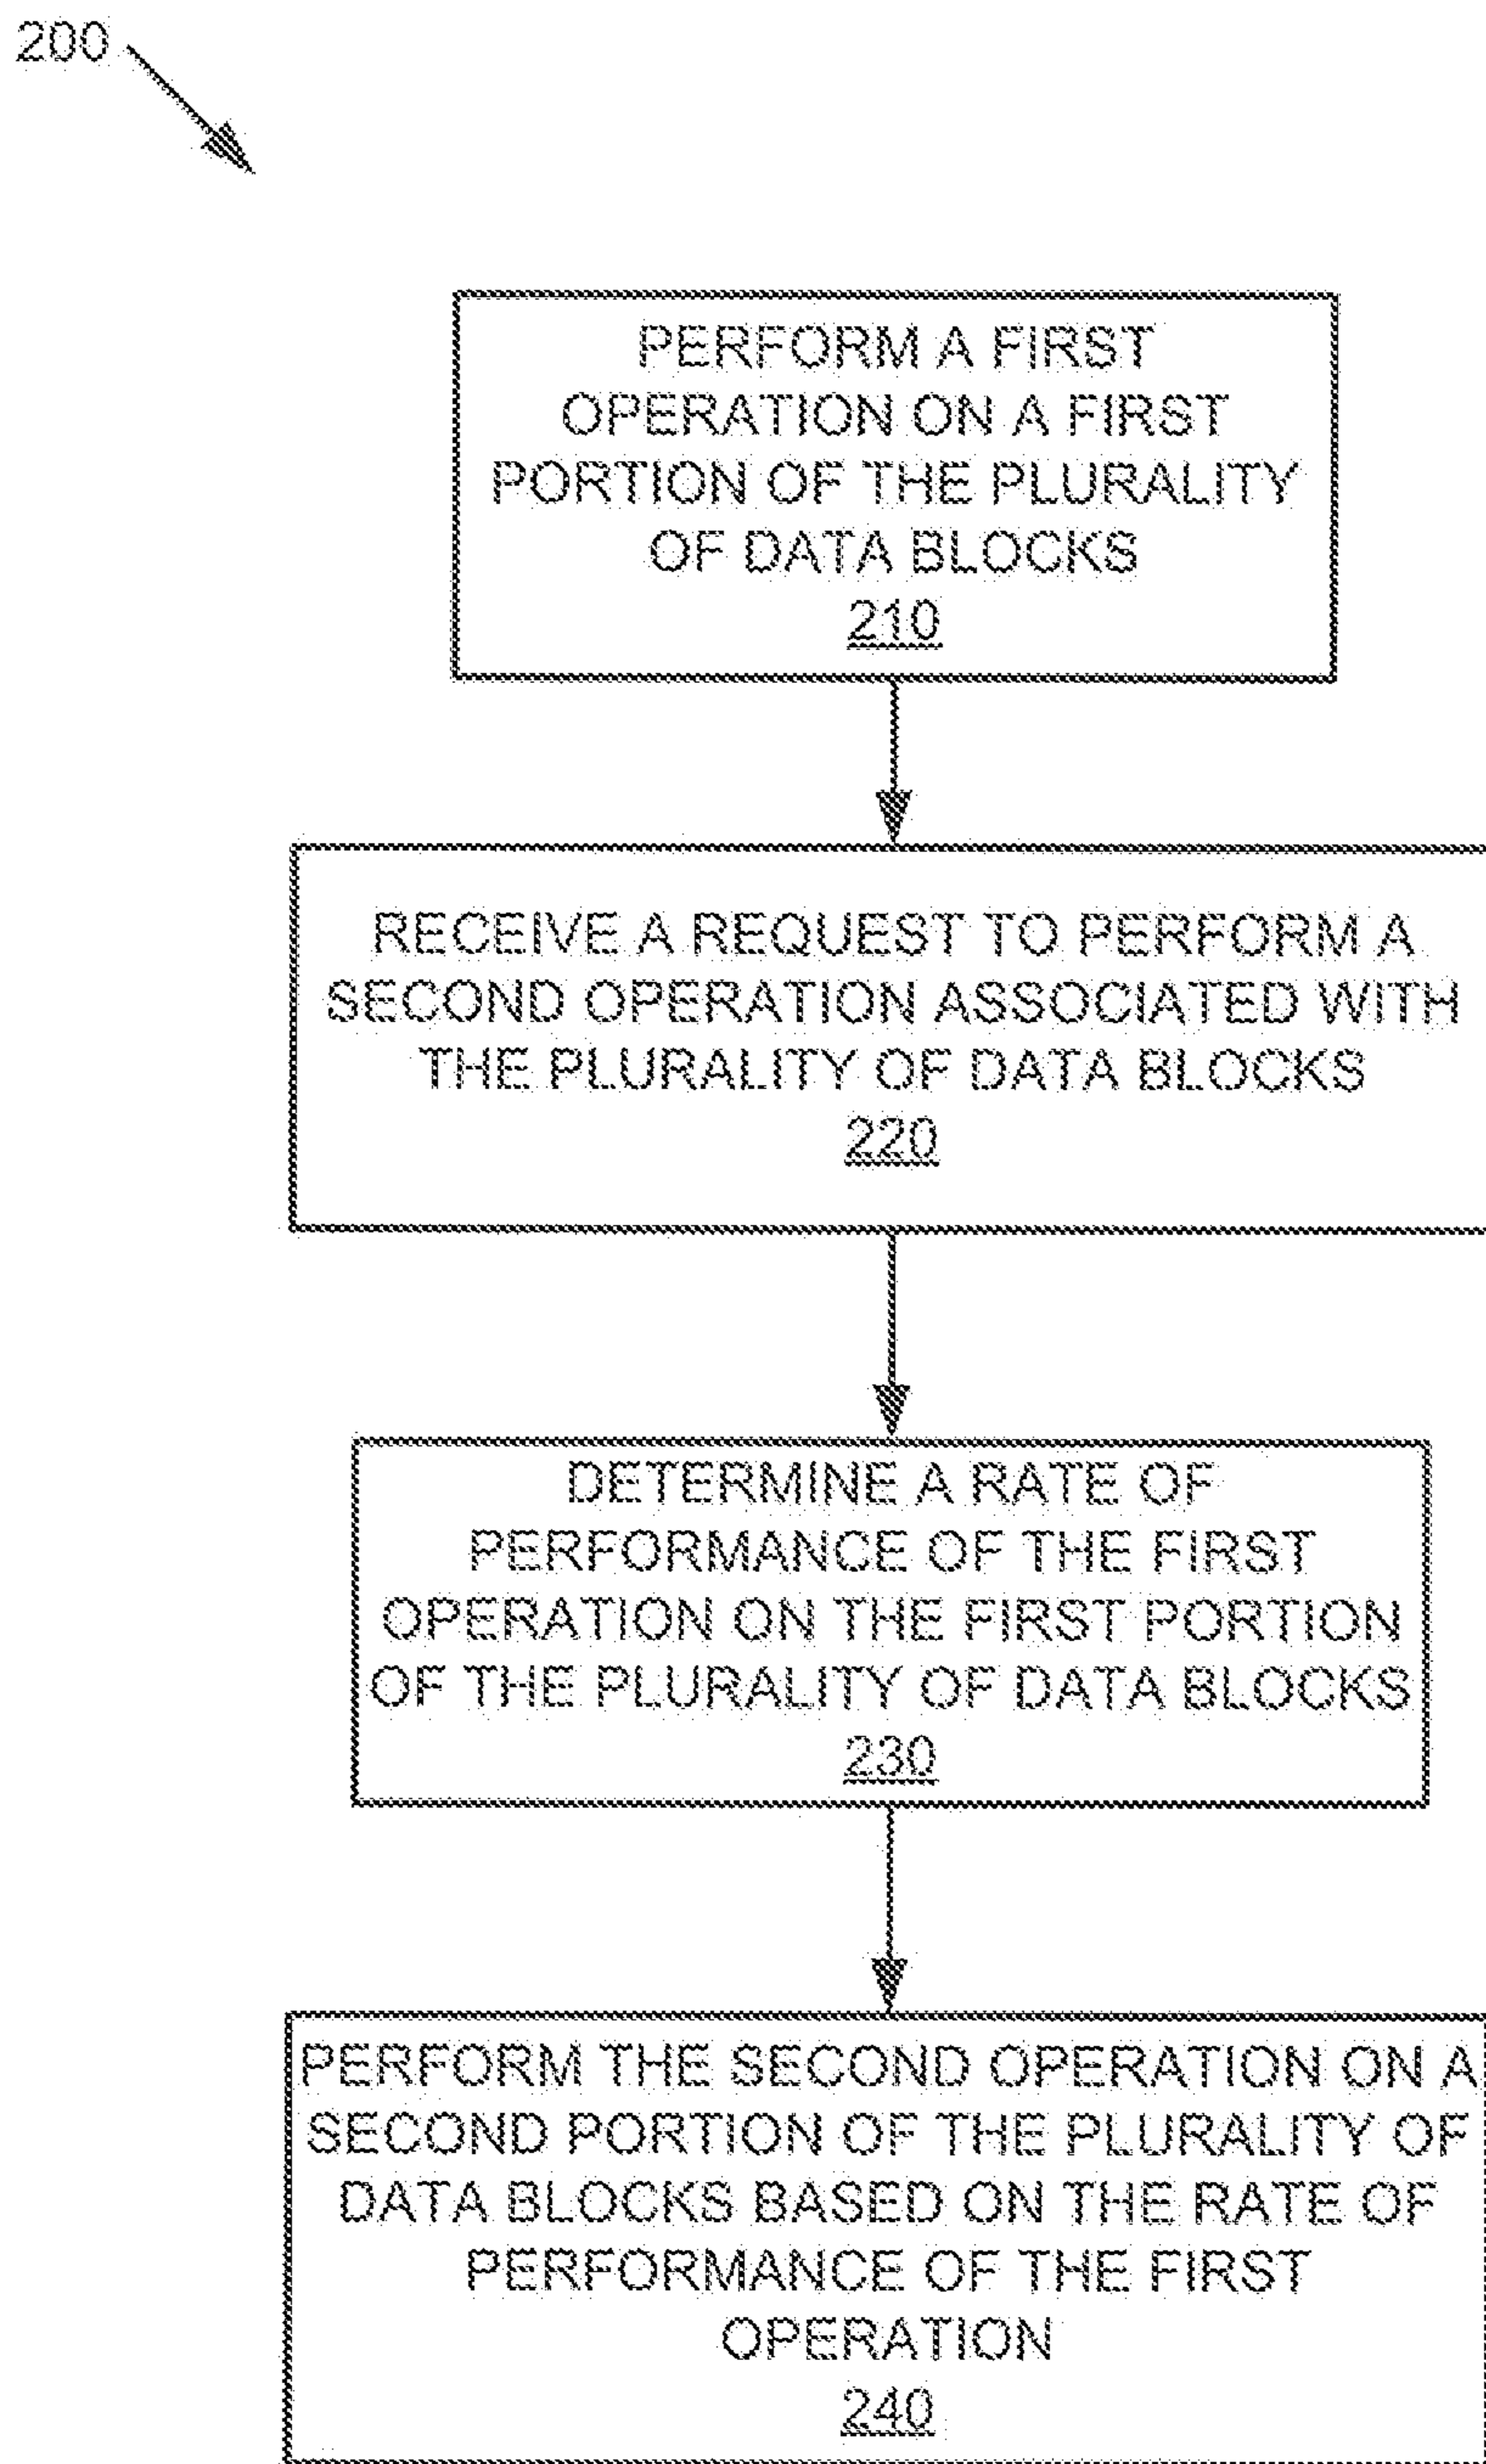 200
PERFORM A FIRST
OPERATION ON A FIRST
PORTION OF THE PLURALITY
OF DATA BLOCKS
210
RECEIVE A REQUEST TO PERFORM A
SECOND OPERATION ASSOCIATED WITH
THE PLURALITY OF DATA BLOCKS
220
DETERMINE A RATE OF
PERFORMANCE OF THE FIRST
OPERATION ON THE FIRST PORTION
OF THE PLURALITY OF DATA BLOCKS
230
PERFORM THE SECOND OPERATION ON A
SECOND PORTION OF THE PLURALITY OF
DATA BLOCKS BASED ON THE RATE OF
PERFORMANCE OF THE FIRST
OPERATION
240